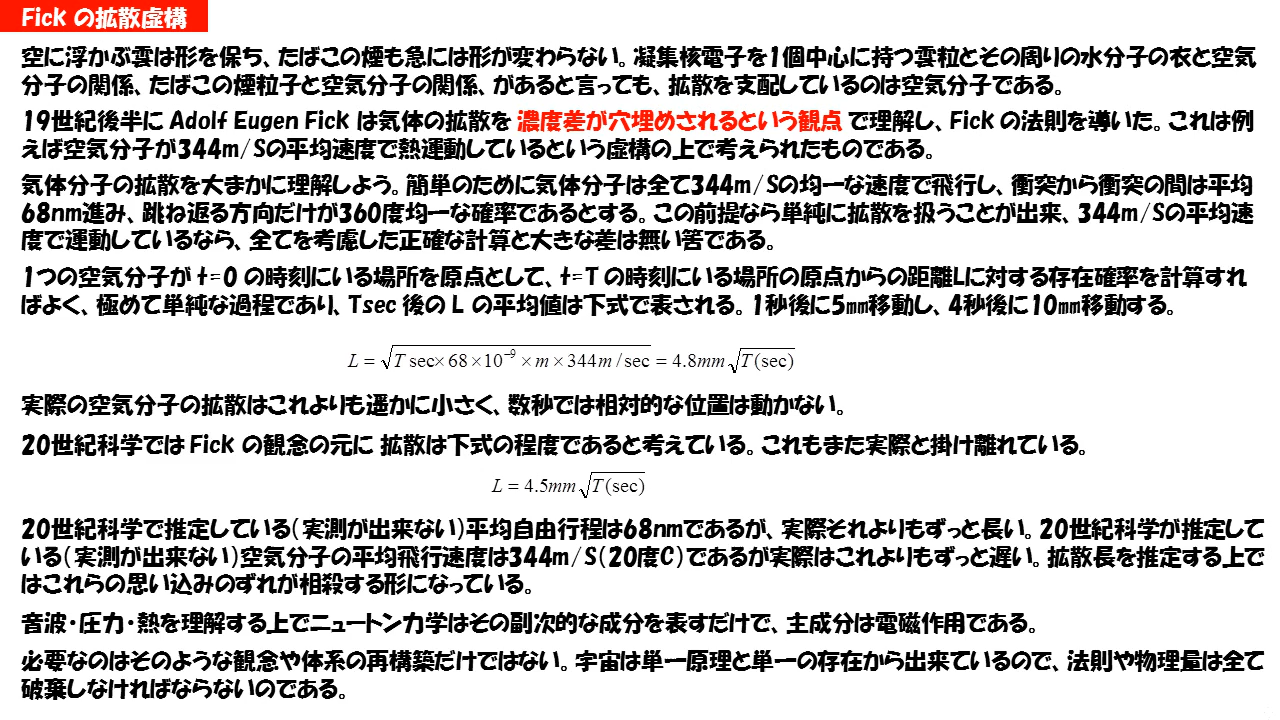 Fick の拡散虚構
空に浮かぶ雲は形を保ち、たばこの煙も急には形が変わらない。凝集核電子を1個中心に持つ雲粒とその周りの水分子の衣と空気
分子の関係、たばこの煙粒子と空気分子の関係、があると言っても、拡散を支配しているのは空気分子である。
19世紀後半に Adolf Eugen Fick は気体の拡散を 濃度差が穴埋めされるという観点 で理解し、Fickの法則を導いた。これは例
えば空気分子が344m/Sの平均速度で熱運動しているという虚構の上で考えられたものである。
気体分子の拡散を大まかに理解しよう。簡単のために気体分子は全て344m/Sの均一な速度で飛行し、衝突から衝突の間は平均
68nm進み、跳ね返る方向だけが360度均一な確率であるとする。この前提なら単純に拡散を扱うことが出来、344m/Sの平均速
度で運動しているなら、全てを考慮した正確な計算と大きな差は無い筈である。
1つの空気分子が t=0 の時刻にいる場所を原点として、t=T の時刻にいる場所の原点からの距離Lに対する存在確率を計算すれ
ばよく、極めて単純な過程であり、Tsec 後の L の平均値は下式で表される。1秒後に5㎜移動し、4秒後に10㎜移動する。
L = √(T sec× 68 ×10⁻⁹ × m × 344m / sec) = 4.8mm √(T(sec))
実際の空気分子の拡散はこれよりも遥かに小さく、数秒では相対的な位置は動かない。
20世紀科学では Fick の観念の元に 拡散は下式の程度であると考えている。これもまた実際と掛け離れている。
L = 4.5mm √(T(sec))
20世紀科学で推定している(実測が出来ない)平均自由行程は68nmであるが、実際それよりもずっと長い。20世紀科学が推定して
いる(実測が出来ない)空気分子の平均飛行速度は344m/S(20度C)であるが実際はこれよりもずっと遅い。拡散長を推定する上で
はこれらの思い込みのずれが相殺する形になっている。
音波・圧力・熱を理解する上でニュートン力学はその副次的な成分を表すだけで、主成分は電磁作用である。
必要なのはそのような観念や体系の再構築だけではない。宇宙は単一原理と単一の存在から出来ているので、法則や物理量は全て
破棄しなければならないのである。